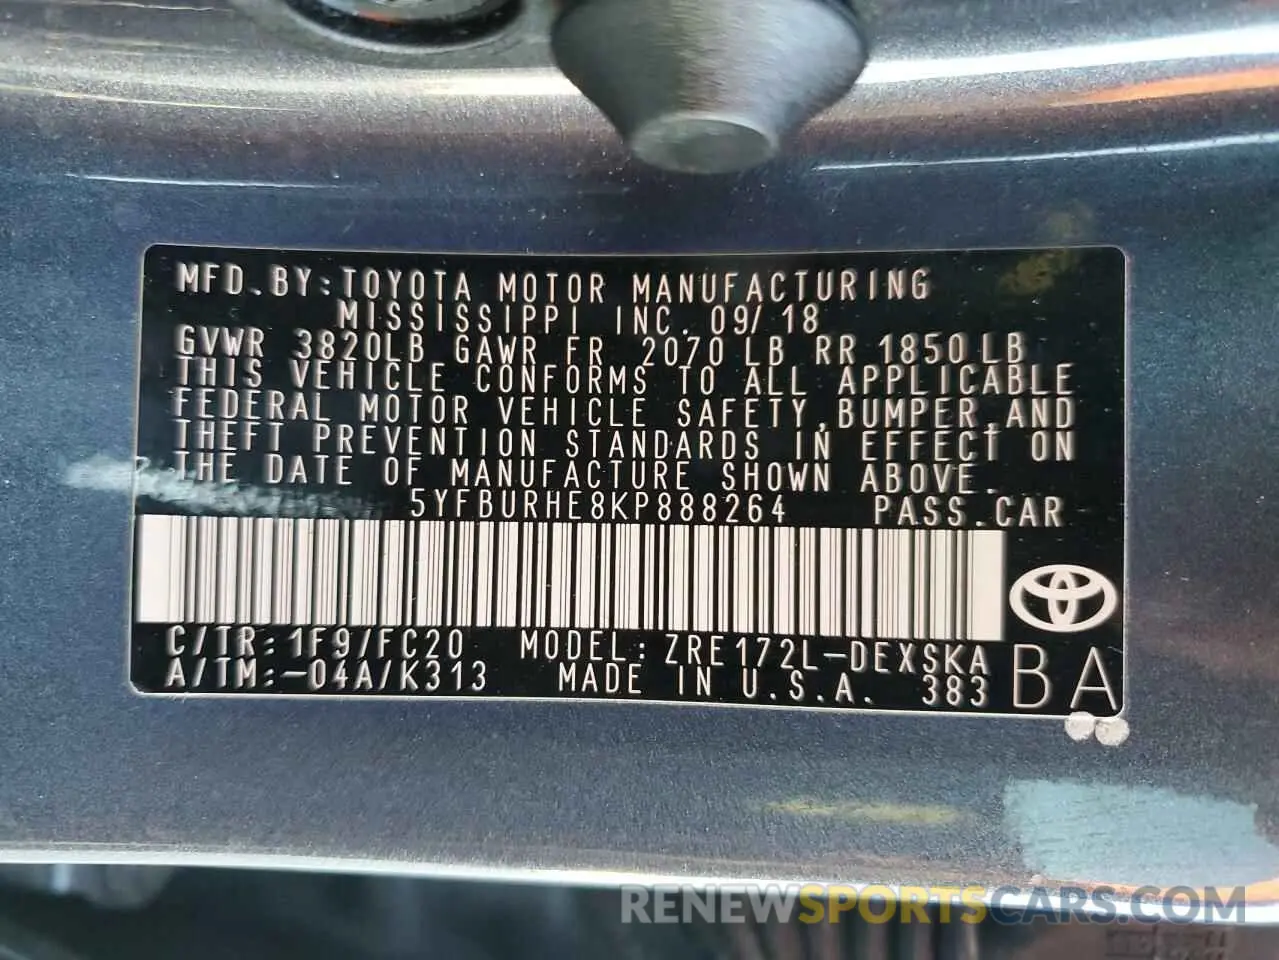 MFD.BY:TOYOTA MOTOR MANUFACTURING
MISSISSIPPI INC. 09/18
GVWR 3820LB GAWR FR 2070LB RR 1850LB
THIS VEHICLE CONFORMS TO ALL APPLICABLE
FEDERAL MOTOR VEHICLE SAFETY,BUMPER,AND
THEFT PREVENTION STANDARDS IN EFFECT ON
THE DATE OF MANUFACTURE SHOWN ABOVE.
5YFBURHE8KP888264 PASS.CAR
C/TR:1F9/FC20 MODEL:ZRE172L-DEXSKA
A/TM:-04A/K313 MADE IN U.S.A. 383
BA
RENEWSPORTSCARS.COM